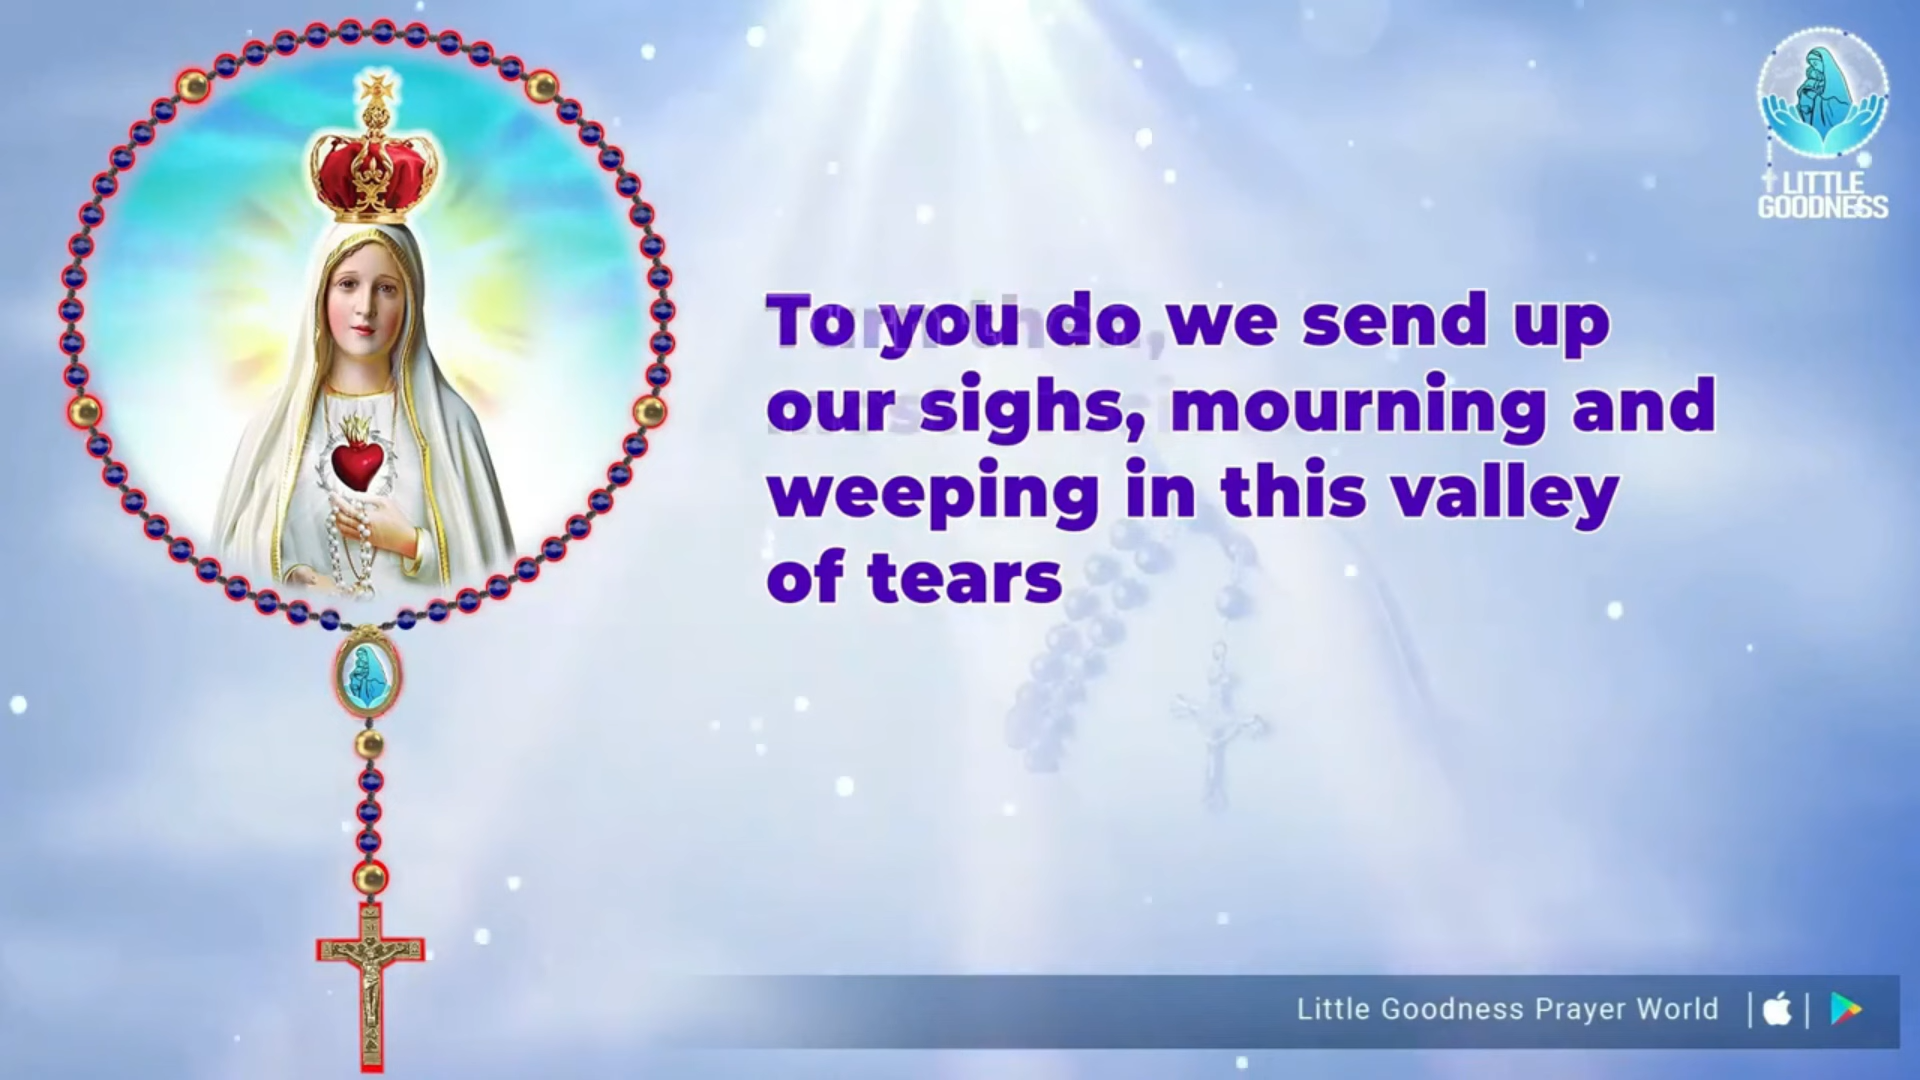 LITTLE
GOODNESS
To you do we send up
our sighs, mourning and
weeping in this valley
of tears
Little Goodness Prayer World